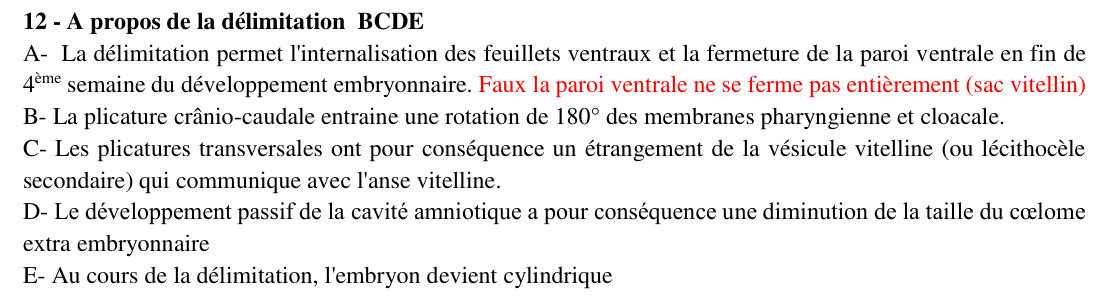 12 - A propos de la délimitation  BCDE
A-  La délimitation permet l'internalisation des feuillets ventraux et la fermeture de la paroi ventrale en fin de
4ème semaine du développement embryonnaire. Faux la paroi ventrale ne se ferme pas entièrement (sac vitellin)
B- La plicature crânio-caudale entraine une rotation de 180° des membranes pharyngienne et cloacale.
C- Les plicatures transversales ont pour conséquence un étrangement de la vésicule vitelline (ou lécithocèle
secondaire) qui communique avec l'anse vitelline.
D- Le développement passif de la cavité amniotique a pour conséquence une diminution de la taille du cœlome
extra embryonnaire
E- Au cours de la délimitation, l'embryon devient cylindrique